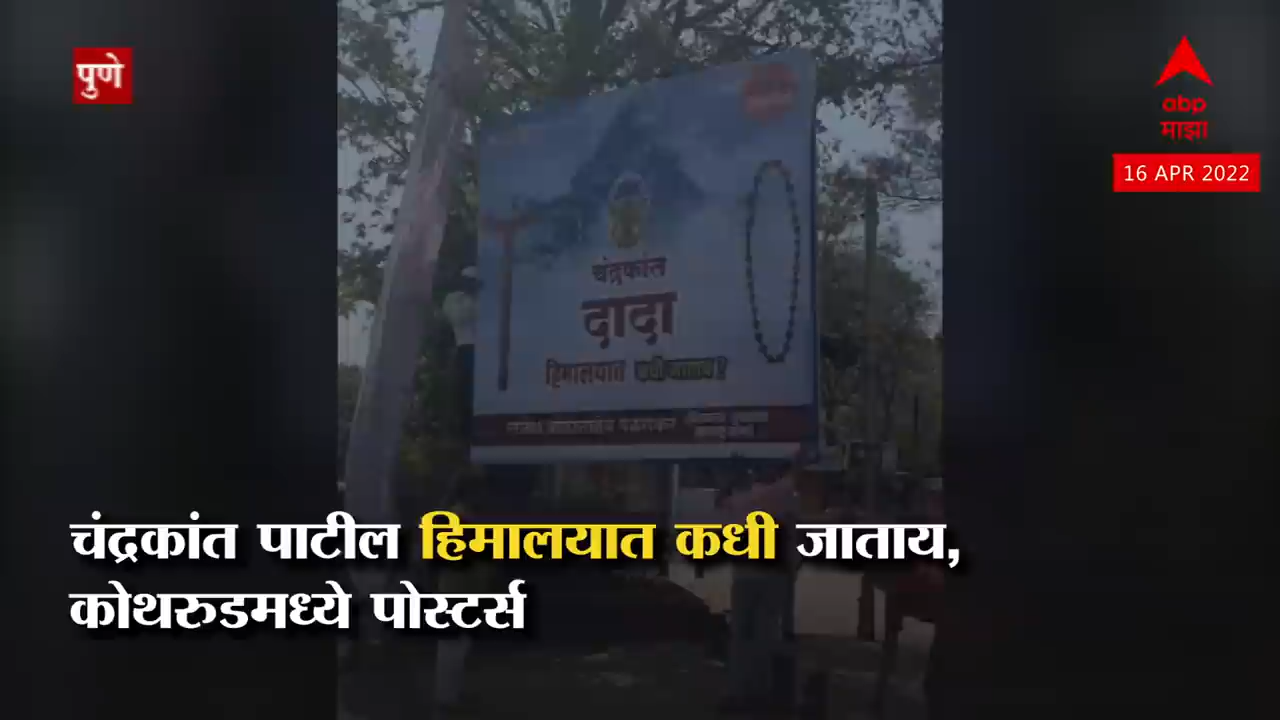 पुणे
abp
माझा
16 APR 2022
चंद्रकांत
दादा
हिमालयात कधी जाताय ?
चंद्रकांत पाटील हिमालयात कधी जाताय,
कोथरुडमध्ये पोस्टर्स